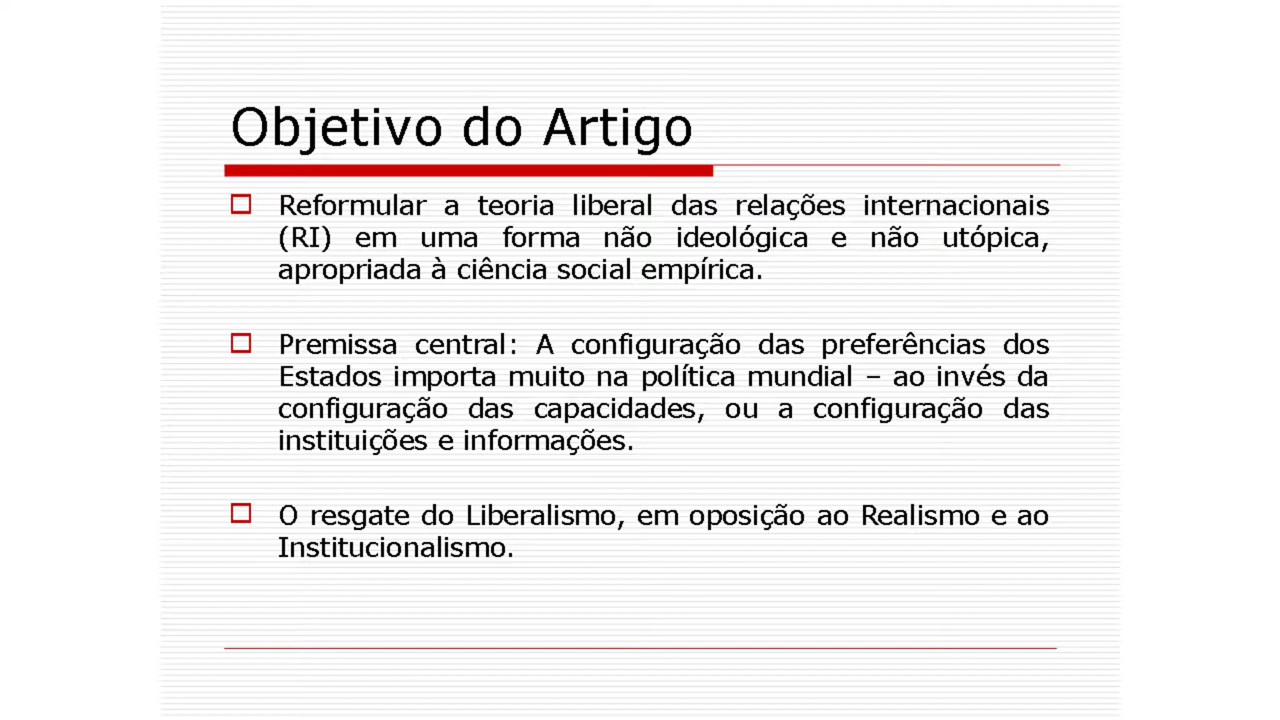 Objetivo do Artigo
Reformular a teoria liberal das relações internacionais
(RI) em uma forma não ideológica e não utópica,
apropriada à ciência social empírica.
Premissa central: A configuração das preferências dos
Estados importa muito na política mundial – ao invés da
configuração das capacidades, ou a configuração das
instituições e informações.
O resgate do Liberalismo, em oposição ao Realismo e ao
Institucionalismo.